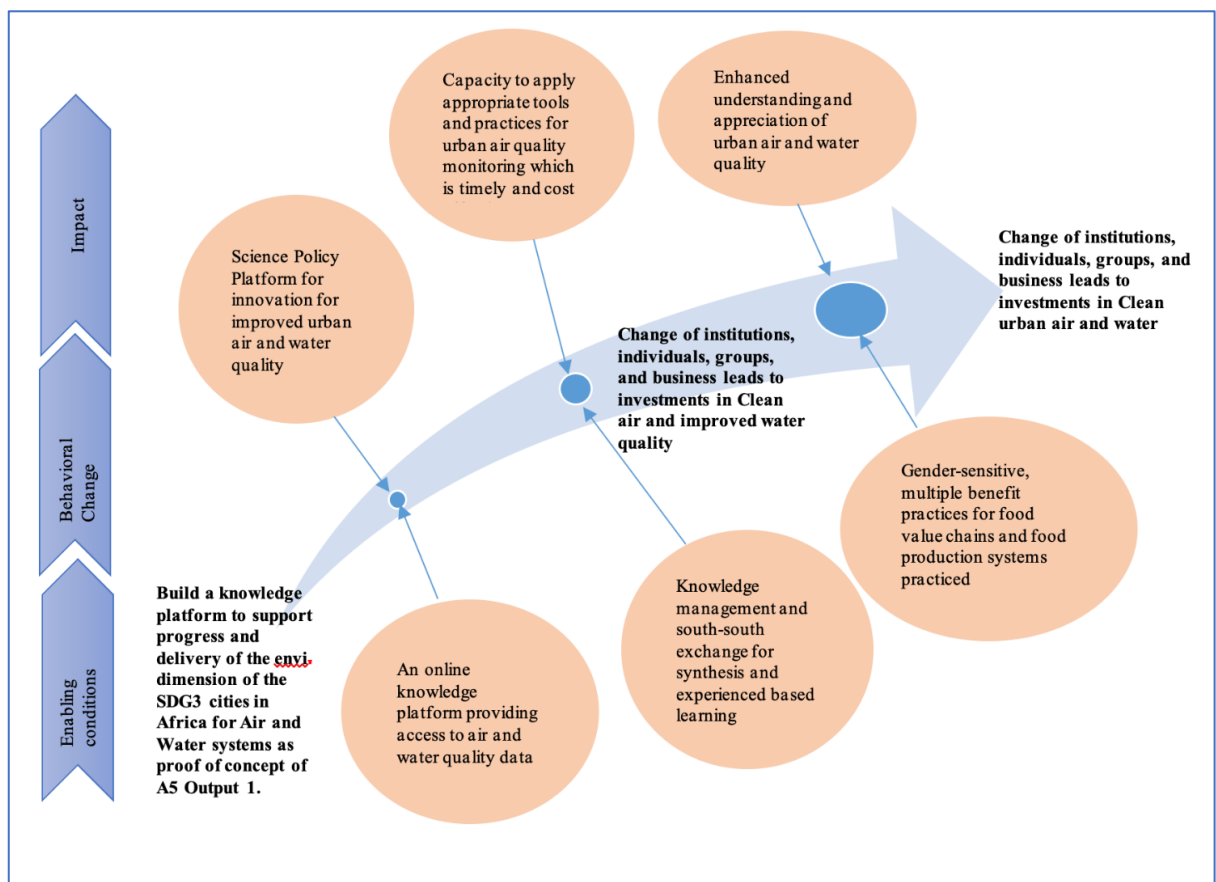 Impact
Behavioral
Change
Enabling
conditions
Science Policy
Platform for
innovation for
improved urban
air and water
quality
Capacity to apply
appropriate tools
and practices for
urban air quality
monitoring which
is timely and cost
Enhanced
understanding and
appreciation of
urban air and water
quality
Change of institutions,
individuals, groups, and
business leads to
investments in Clean
urban air and water
Change of institutions,
individuals, groups,
and business leads to
investments in Clean
air and improved water
quality
Build a knowledge
platform to support
progress and
delivery of the envi.
dimension of the
SDG3 cities in
Africa for Air and
Water systems as
proof of concept of
A5 Output 1.
An online
knowledge
platform providing
access to air and
water quality data
Knowledge
management and
south-south
exchange for
synthesis and
experienced based
learning
Gender-sensitive,
multiple benefit
practices for food
value chains and food
production systems
practiced